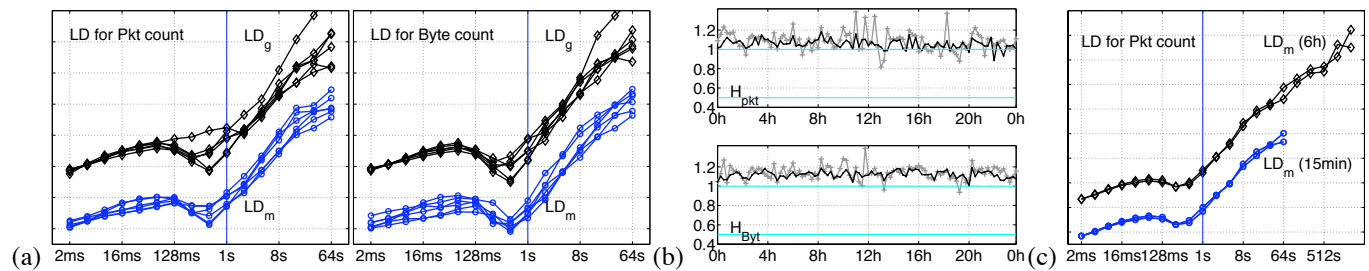 LD for Pkt count
LD_g
LD_m
2ms 16ms 128ms 1s 8s 64s
(a)
LD for Byte count
LD_g
LD_m
2ms 16ms 128ms 1s 8s 64s
1.2
1
0.8
0.6
0.4
H_pkt
0h 4h 8h 12h 16h 20h 0h
1.2
1
0.8
0.6
0.4
H_Byt
0h 4h 8h 12h 16h 20h 0h
(b)
LD for Pkt count
LD_m (6h)
LD_m (15min)
2ms 16ms 128ms 1s 8s 64s 512s
(c)